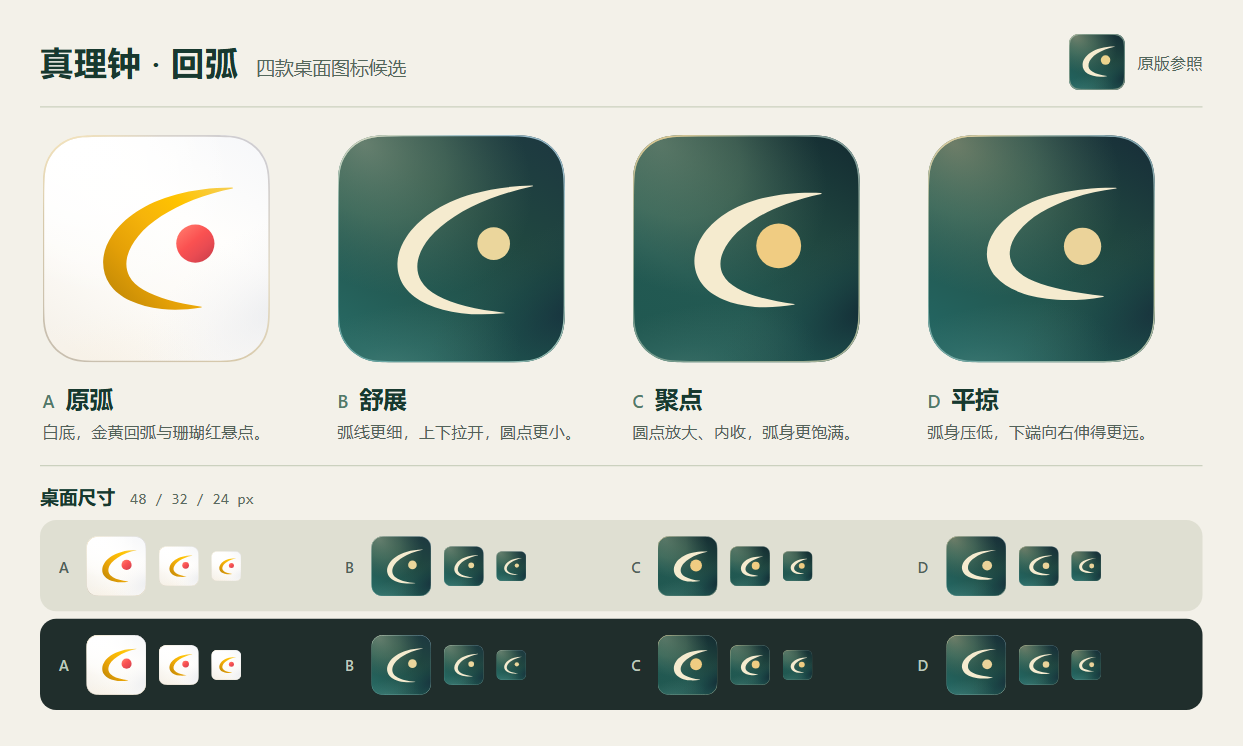 真理钟 · 回弧 四款桌面图标候选
原版参照
A 原弧
白底，金黄回弧与珊瑚红悬点。
B 舒展
弧线更细，上下拉开，圆点更小。
C 聚点
圆点放大、内收，弧身更饱满。
D 平掠
弧身压低，下端向右伸得更远。
桌面尺寸 48 / 32 / 24 px
A B C D
A B C D